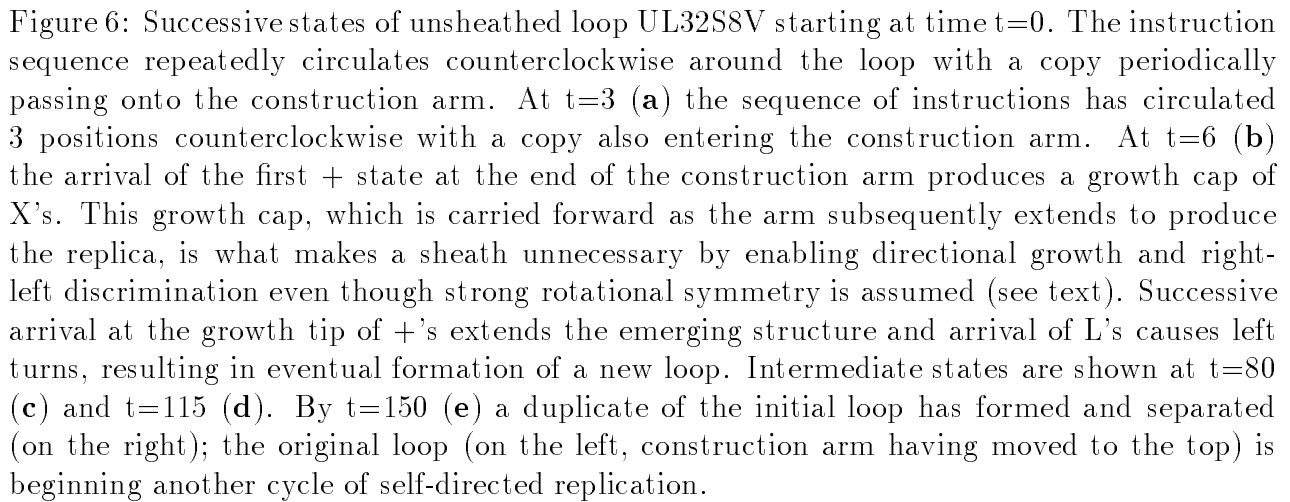 Figure 6: Successive states of unsheathed loop UL32S8V starting at time t=0. The instruction
sequence repeatedly circulates counterclockwise around the loop with a copy periodically
passing onto the construction arm. At t=3 (a) the sequence of instructions has circulated
3 positions counterclockwise with a copy also entering the construction arm. At t=6 (b)
the arrival of the first + state at the end of the construction arm produces a growth cap of
X's. This growth cap, which is carried forward as the arm subsequently extends to produce
the replica, is what makes a sheath unnecessary by enabling directional growth and right-
left discrimination even though strong rotational symmetry is assumed (see text). Successive
arrival at the growth tip of +'s extends the emerging structure and arrival of L's causes left
turns, resulting in eventual formation of a new loop. Intermediate states are shown at t=80
(c) and t=115 (d). By t=150 (e) a duplicate of the initial loop has formed and separated
(on the right); the original loop (on the left, construction arm having moved to the top) is
beginning another cycle of self-directed replication.